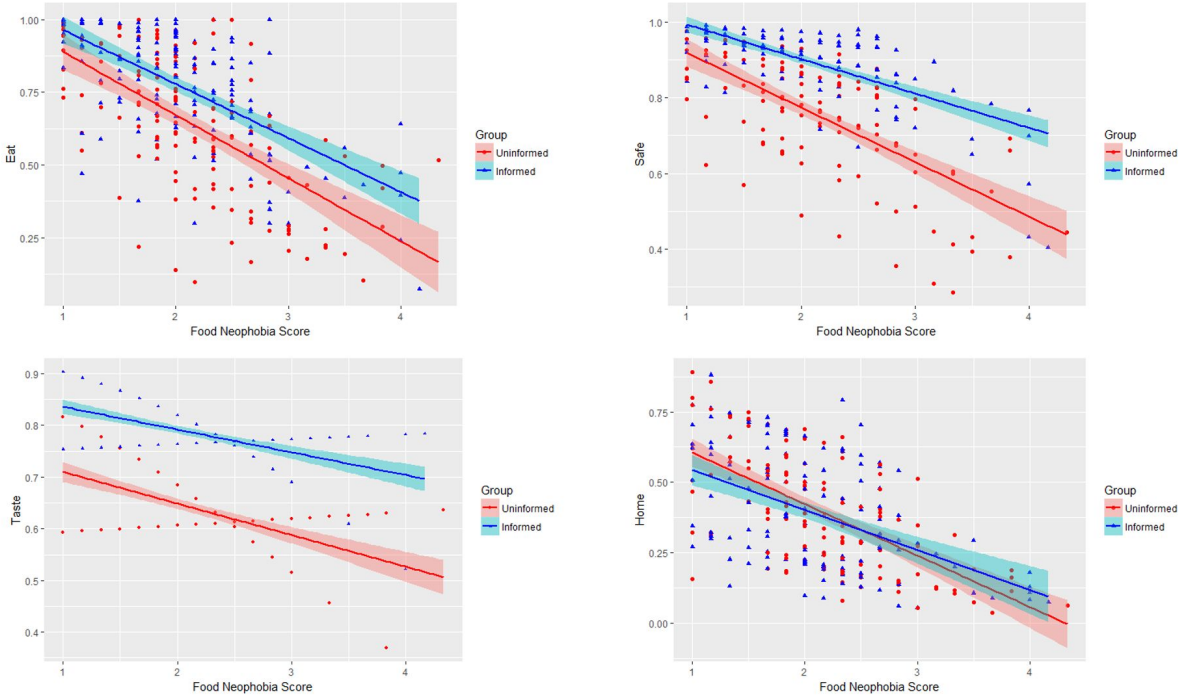 1.00
0.75
0.50
0.25
Eat
1
2
3
4
Food Neophobia Score
Group
Uninformed
Informed
1.0
0.8
0.6
0.4
Safe
1
2
3
4
Food Neophobia Score
Group
Uninformed
Informed
0.9
0.8
0.7
0.6
0.5
0.4
Taste
1
2
3
4
Food Neophobia Score
Group
Uninformed
Informed
0.75
0.50
0.25
0.00
Home
1
2
3
4
Food Neophobia Score
Group
Uninformed
Informed